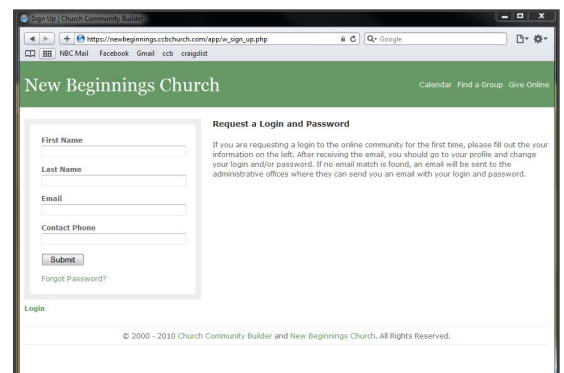 Sign Up | Church Community Builder
https://newbeginnings.ccbchurch.com/app/w_sign_up.php
Google
NBC Mail Facebook Gmail ccb craigslist
New Beginnings Church
Calendar Find a Group Give Online
First Name
Last Name
Email
Contact Phone
Submit
Forgot Password?
Login
Request a Login and Password
If you are requesting a login to the online community for the first time, please fill out the your
information on the left. After receiving the email, you should go to your profile and change
your login and/or password. If no email match is found, an email will be sent to the
administrative offices where they can send you an email with your login and password.
© 2000 - 2010 Church Community Builder and New Beginnings Church. All Rights Reserved.